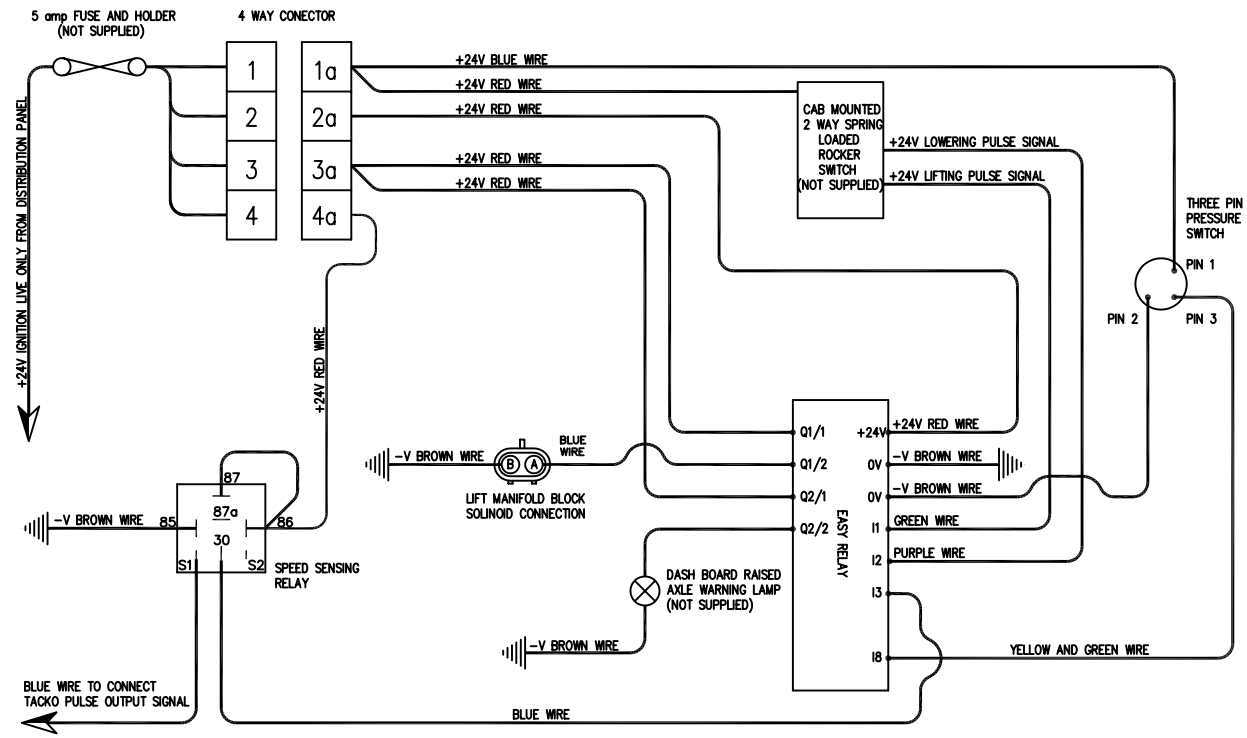 5 amp FUSE AND HOLDER
(NOT SUPPLIED)
4 WAY CONECTOR
+24V IGNITION LIVE ONLY FROM DISTRIBUTION PANEL
1
2
3
4
1a
2a
3a
4a
+24V BLUE WIRE
+24V RED WIRE
+24V RED WIRE
+24V RED WIRE
+24V RED WIRE
+24V RED WIRE
CAB MOUNTED
2 WAY SPRING
LOADED
ROCKER
SWITCH
(NOT SUPPLIED)
+24V LOWERING PULSE SIGNAL
+24V LIFTING PULSE SIGNAL
THREE PIN
PRESSURE
SWITCH
PIN 1
PIN 2
PIN 3
Q1/1
Q1/2
Q2/1
Q2/2
EASY RELAY
+24V
0V
0V
I1
I2
I3
I8
+24V RED WIRE
-V BROWN WIRE
-V BROWN WIRE
GREEN WIRE
PURPLE WIRE
YELLOW AND GREEN WIRE
-V BROWN WIRE
B
A
BLUE
WIRE
LIFT MANIFOLD BLOCK
SOLINOID CONNECTION
DASH BOARD RAISED
AXLE WARNING LAMP
(NOT SUPPLIED)
-V BROWN WIRE
-V BROWN WIRE
87
87a
85
86
30
S1
S2
SPEED SENSING
RELAY
BLUE WIRE TO CONNECT
TACKO PULSE OUTPUT SIGNAL
BLUE WIRE